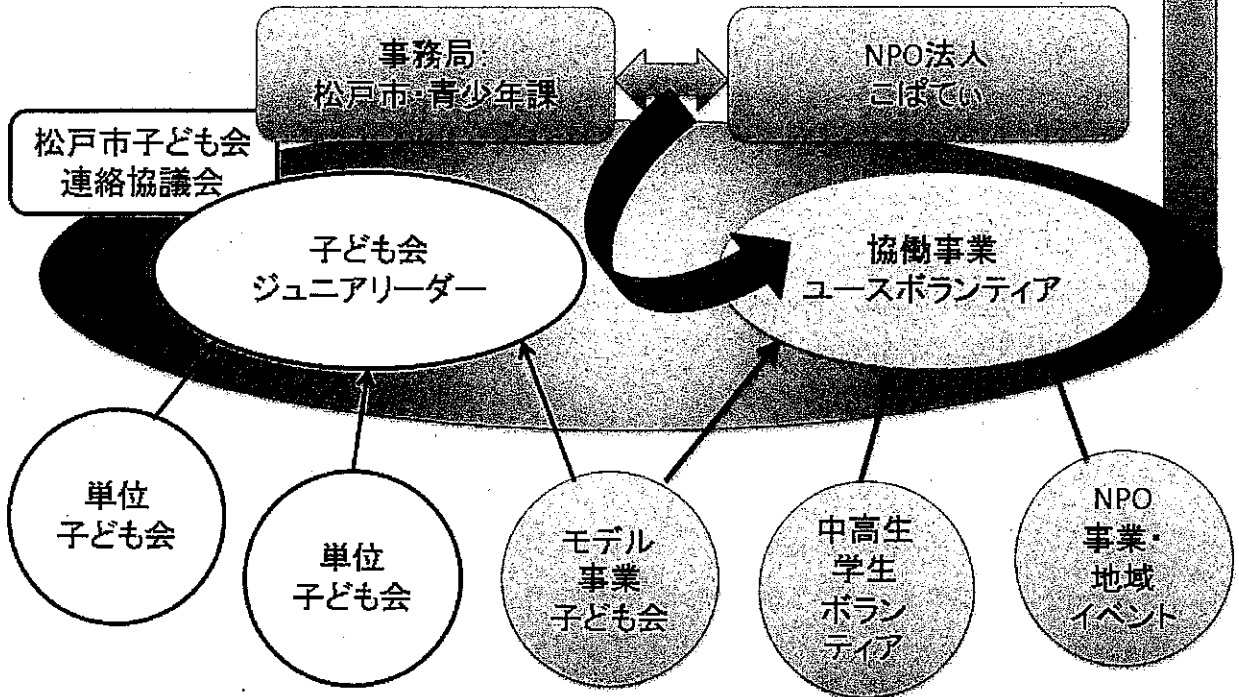 事務局:
松戸市・青少年課
NPO法人
こぱてぃ
松戸市子ども会
連絡協議会
子ども会
ジュニアリーダー
協働事業
ユースボランティア
単位
子ども会
単位
子ども会
モデル
事業
子ども会
中高生
学生
ボラン
ティア
NPO
事業・
地域
イベント